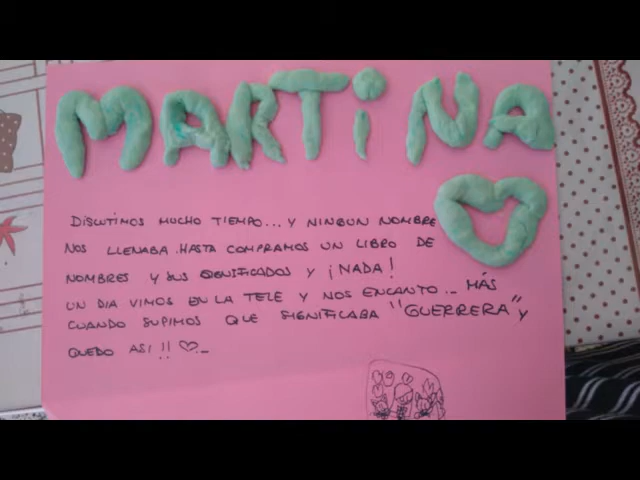 MARTiNA
DISCUTIMOS MUCHO TIEMPO... Y NINGUN NOMBRE
NOS LLENABA. HASTA COMPRAMOS UN LIBRO DE
NOMBRES Y SUS SIGNIFICADOS Y ¡NADA!
UN DIA VIMOS EN LA TELE Y NOS ENCANTO... MÁS
CUANDO SUPIMOS QUE SIGNIFICABA "GUERRERA" Y
QUEDO ASI!! ♡...